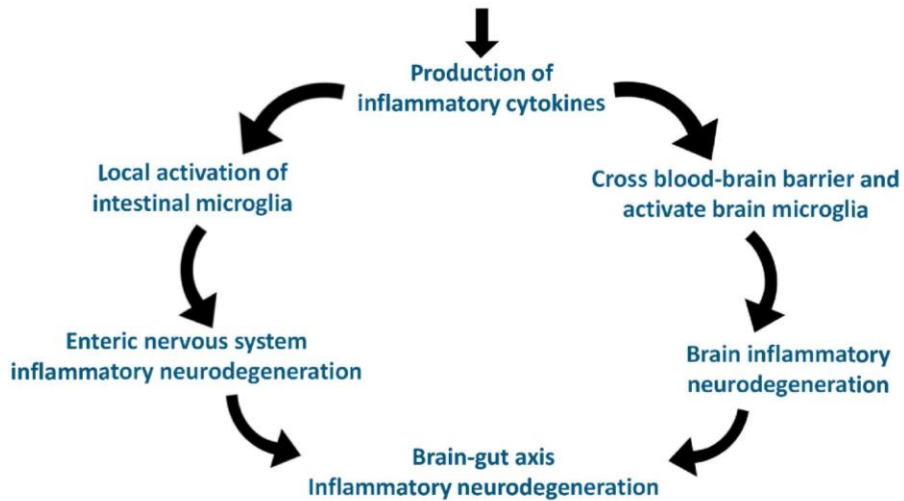 Production of
inflammatory cytokines
Local activation of
intestinal microglia
Cross blood-brain barrier and
activate brain microglia
Enteric nervous system
inflammatory neurodegeneration
Brain inflammatory
neurodegeneration
Brain-gut axis
Inflammatory neurodegeneration